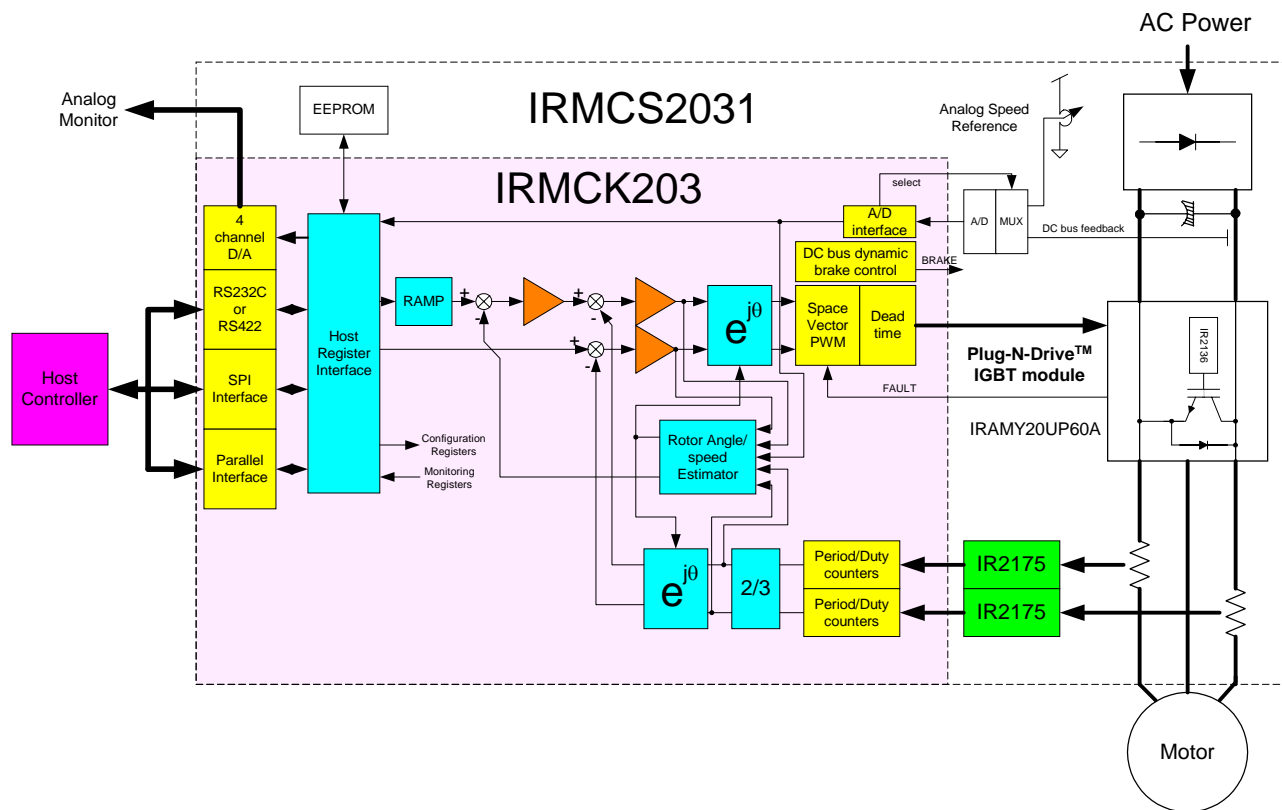 AC Power
Analog
Monitor
EEPROM
IRMCS2031
Analog Speed
Reference
IRMCK203
select
4
channel
D/A
A/D
interface
A/D
MUX
DC bus feedback
DC bus dynamic
brake control
BRAKE
RS232C
or
RS422
RAMP
+
-
+
-
+
-
e
jθ
Space
Vector
PWM
Dead
time
Host
Register
Interface
Plug-N-Drive™
IGBT module
IR2136
FAULT
IRAMY20UP60A
Host
Controller
SPI
Interface
Parallel
Interface
Configuration
Registers
Monitoring
Registers
Rotor Angle/
speed
Estimator
e
jθ
2/3
Period/Duty
counters
IR2175
Period/Duty
counters
IR2175
Motor